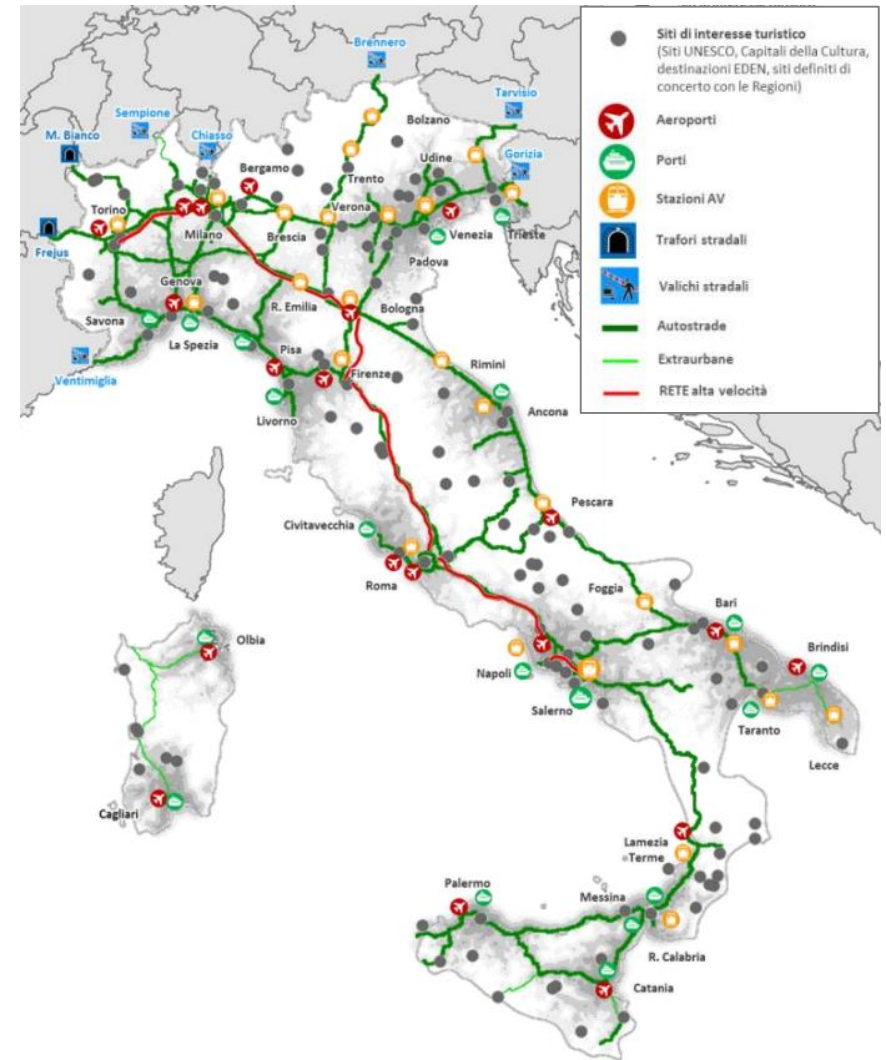 Siti di interesse turistico
(Siti UNESCO, Capitali della Cultura,
destinazioni EDEN, siti definiti di
concerto con le Regioni)
Aeroporti
Porti
Stazioni AV
Trafori stradali
Valichi stradali
Autostrade
Extraurbane
RETE alta velocità
Brennero
Tarvisio
Sempione
Chiasso
M. Bianco
Bolzano
Gorizia
Bergamo
Trento
Udine
Torino
Verona
Milano
Brescia
Venezia
Trieste
Frejus
Padova
Genova
R. Emilia
Bologna
Savona
La Spezia
Pisa
Rimini
Ventimiglia
Firenze
Livorno
Ancona
Pescara
Civitavecchia
Roma
Foggia
Bari
Brindisi
Olbia
Napoli
Salerno
Taranto
Lecce
Cagliari
Lamezia
Terme
Palermo
Messina
R. Calabria
Catania